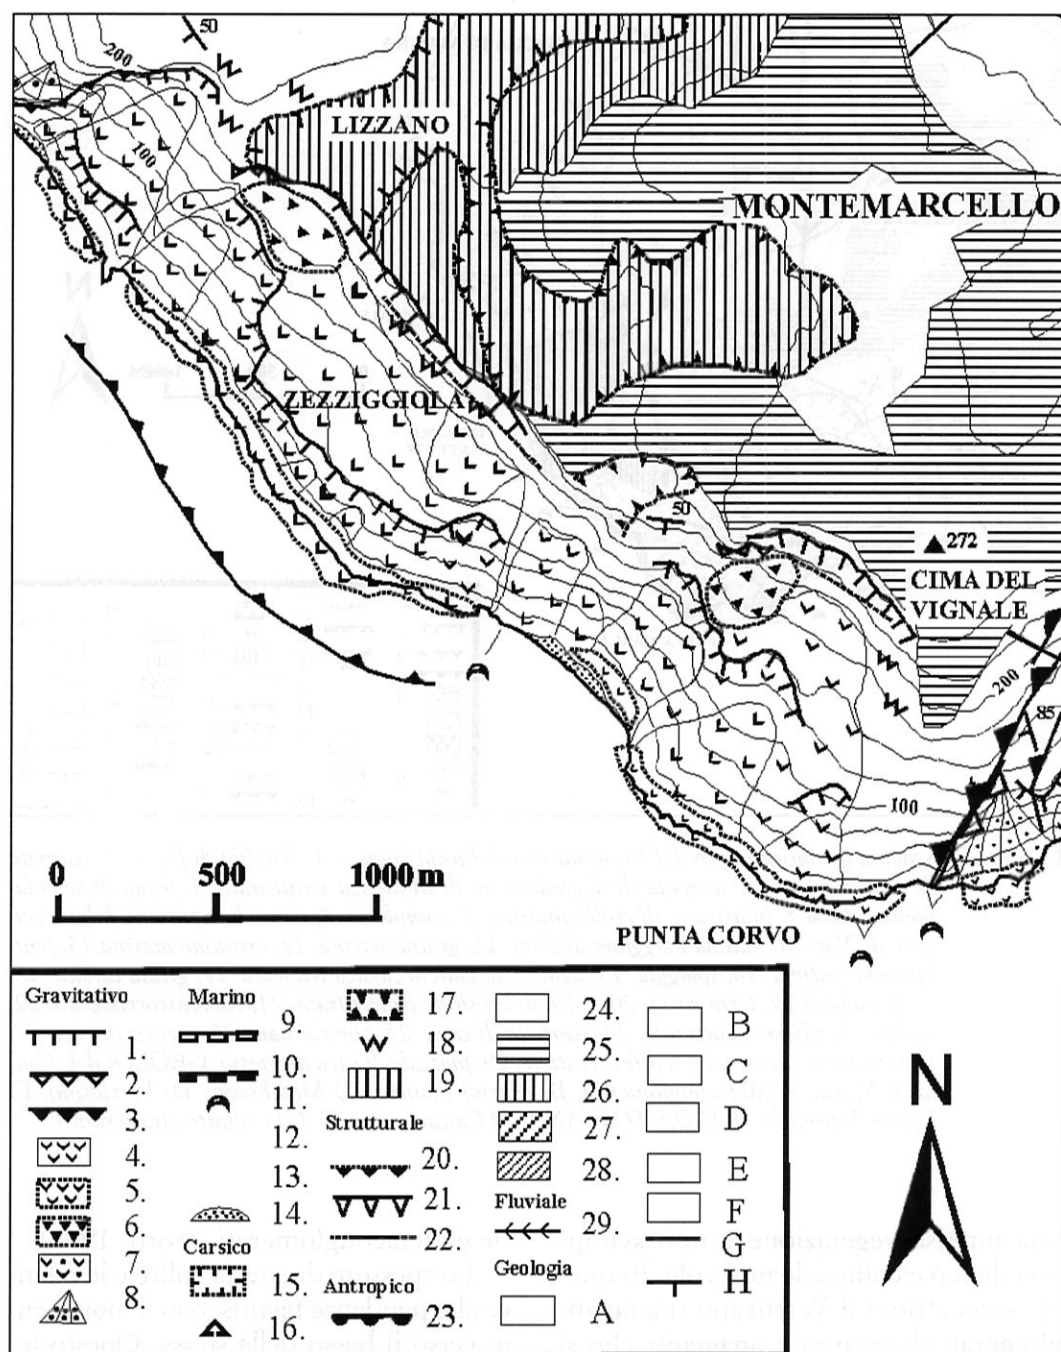 50
200
LIZZANO
100
MONTEMARCELLO
ZEZZIGGIOLA
50
272
CIMA DEL
VIGNALE
200
85
100
0 500 1000 m
PUNTA CORVO
Gravitativo
1.
2.
3.
4.
5.
6.
7.
8.
Marino
9.
10.
11.
12.
13.
14.
Carsico
15.
16.
17.
18.
19.
Strutturale
20.
21.
22.
Antropico
23.
24.
25.
26.
27.
28.
Fluviale
29.
Geologia
A
B
C
D
E
F
G
H
N